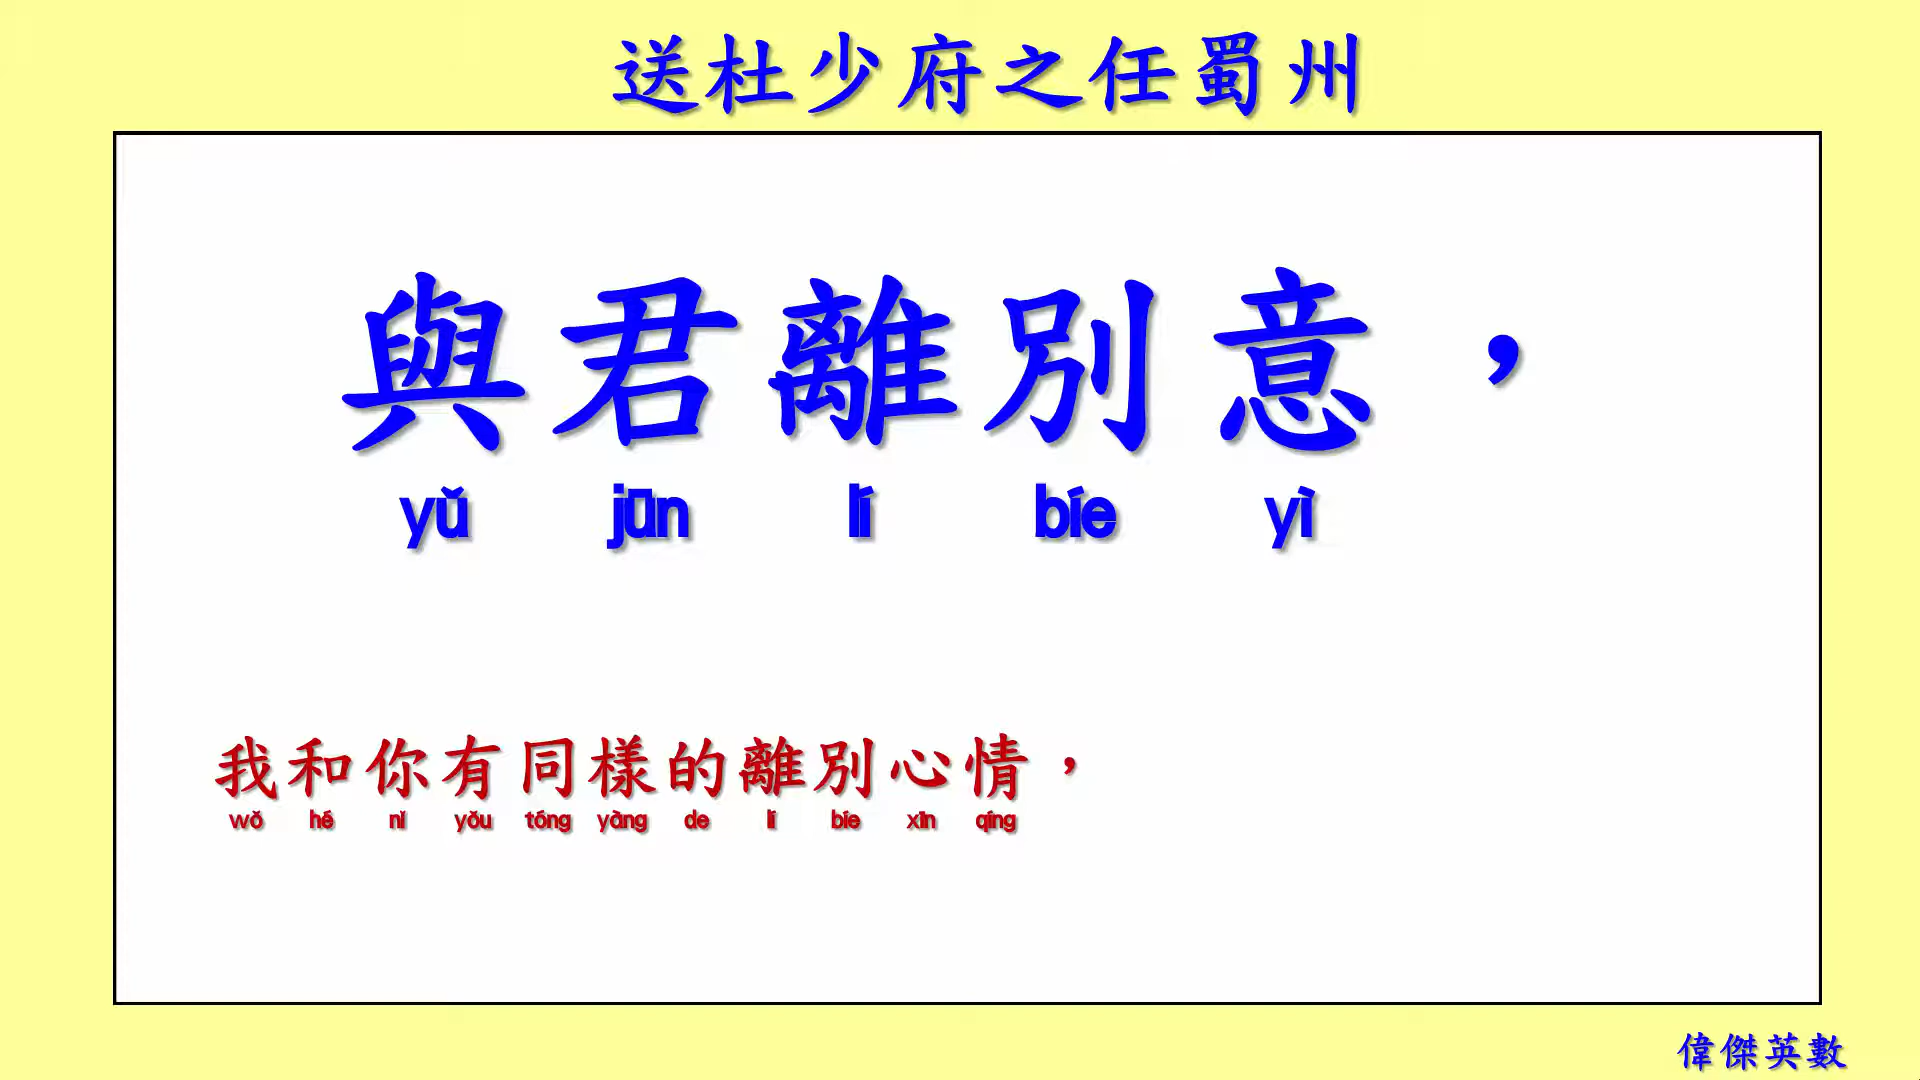 送杜少府之任蜀州
與君離別意，
yǔ jūn lí bíe yì
我和你有同樣的離別心情，
wǒ hé nǐ yǒu tóng yàng de lí bíe xīn qíng
偉傑英數